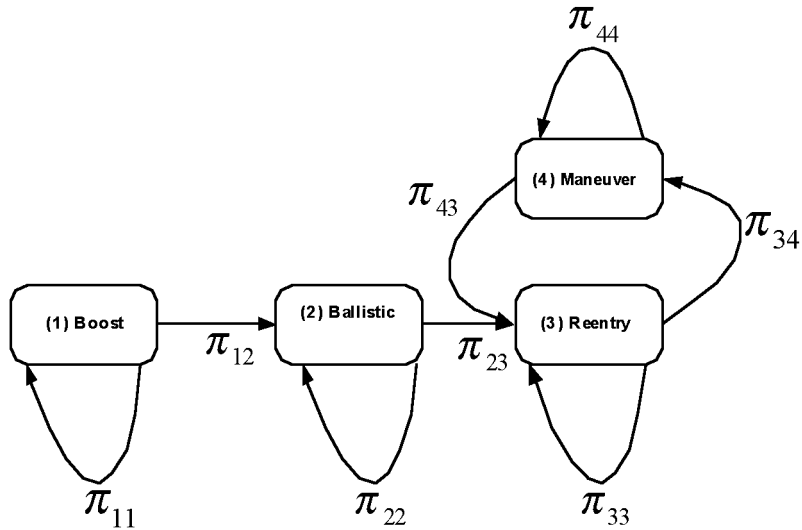 π44
(4) Maneuver
π43
π34
(1) Boost
(2) Ballistic
(3) Reentry
π12
π23
π11
π22
π33